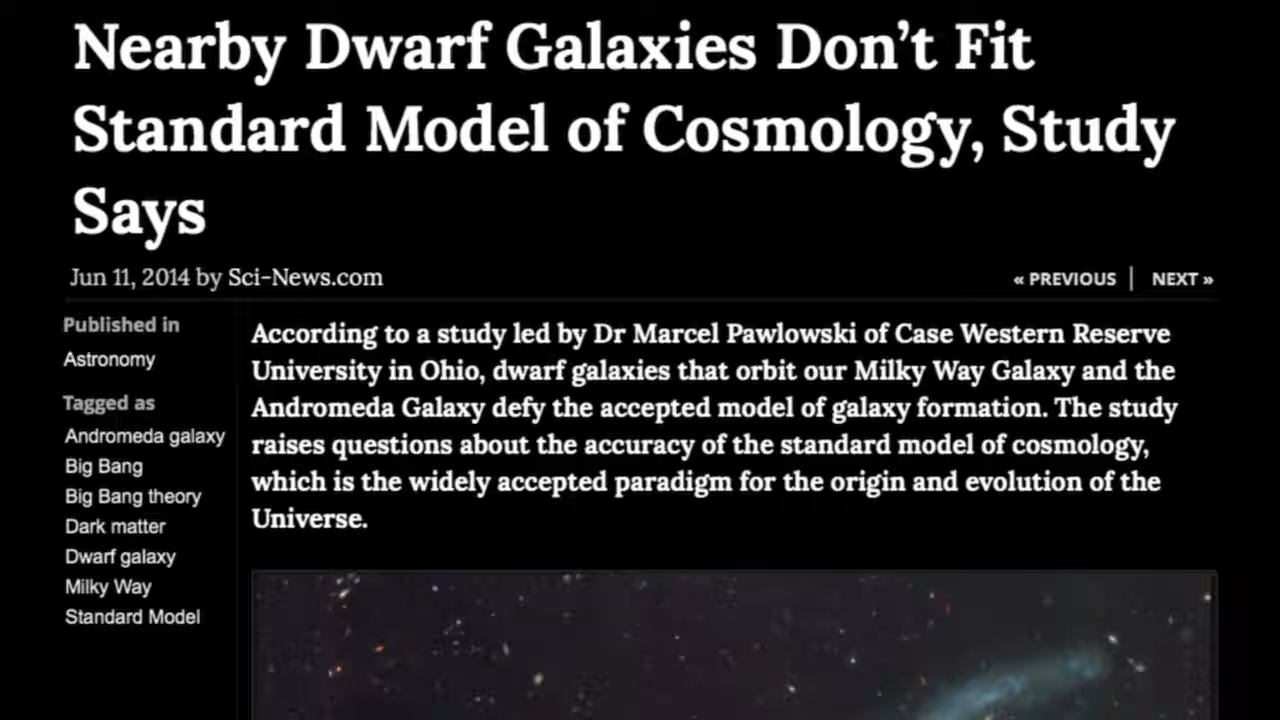 Nearby Dwarf Galaxies Don’t Fit
Standard Model of Cosmology, Study
Says
Jun 11, 2014 by Sci-News.com
« PREVIOUS | NEXT »
Published in
Astronomy
Tagged as
Andromeda galaxy
Big Bang
Big Bang theory
Dark matter
Dwarf galaxy
Milky Way
Standard Model
According to a study led by Dr Marcel Pawlowski of Case Western Reserve
University in Ohio, dwarf galaxies that orbit our Milky Way Galaxy and the
Andromeda Galaxy defy the accepted model of galaxy formation. The study
raises questions about the accuracy of the standard model of cosmology,
which is the widely accepted paradigm for the origin and evolution of the
Universe.